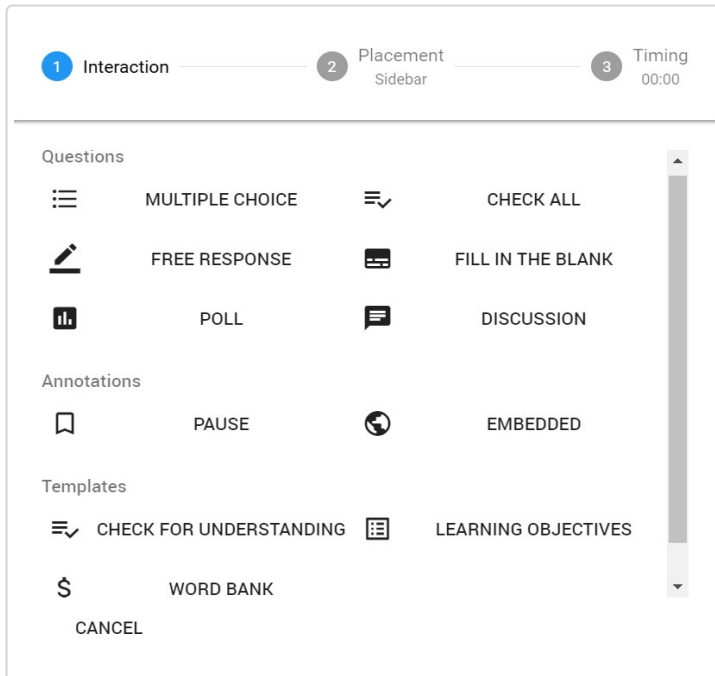 1 Interaction 2 Placement 3 Timing
Sidebar 00:00
Questions
MULTIPLE CHOICE CHECK ALL
FREE RESPONSE FILL IN THE BLANK
POLL DISCUSSION
Annotations
PAUSE EMBEDDED
Templates
CHECK FOR UNDERSTANDING LEARNING OBJECTIVES
$ WORD BANK
CANCEL